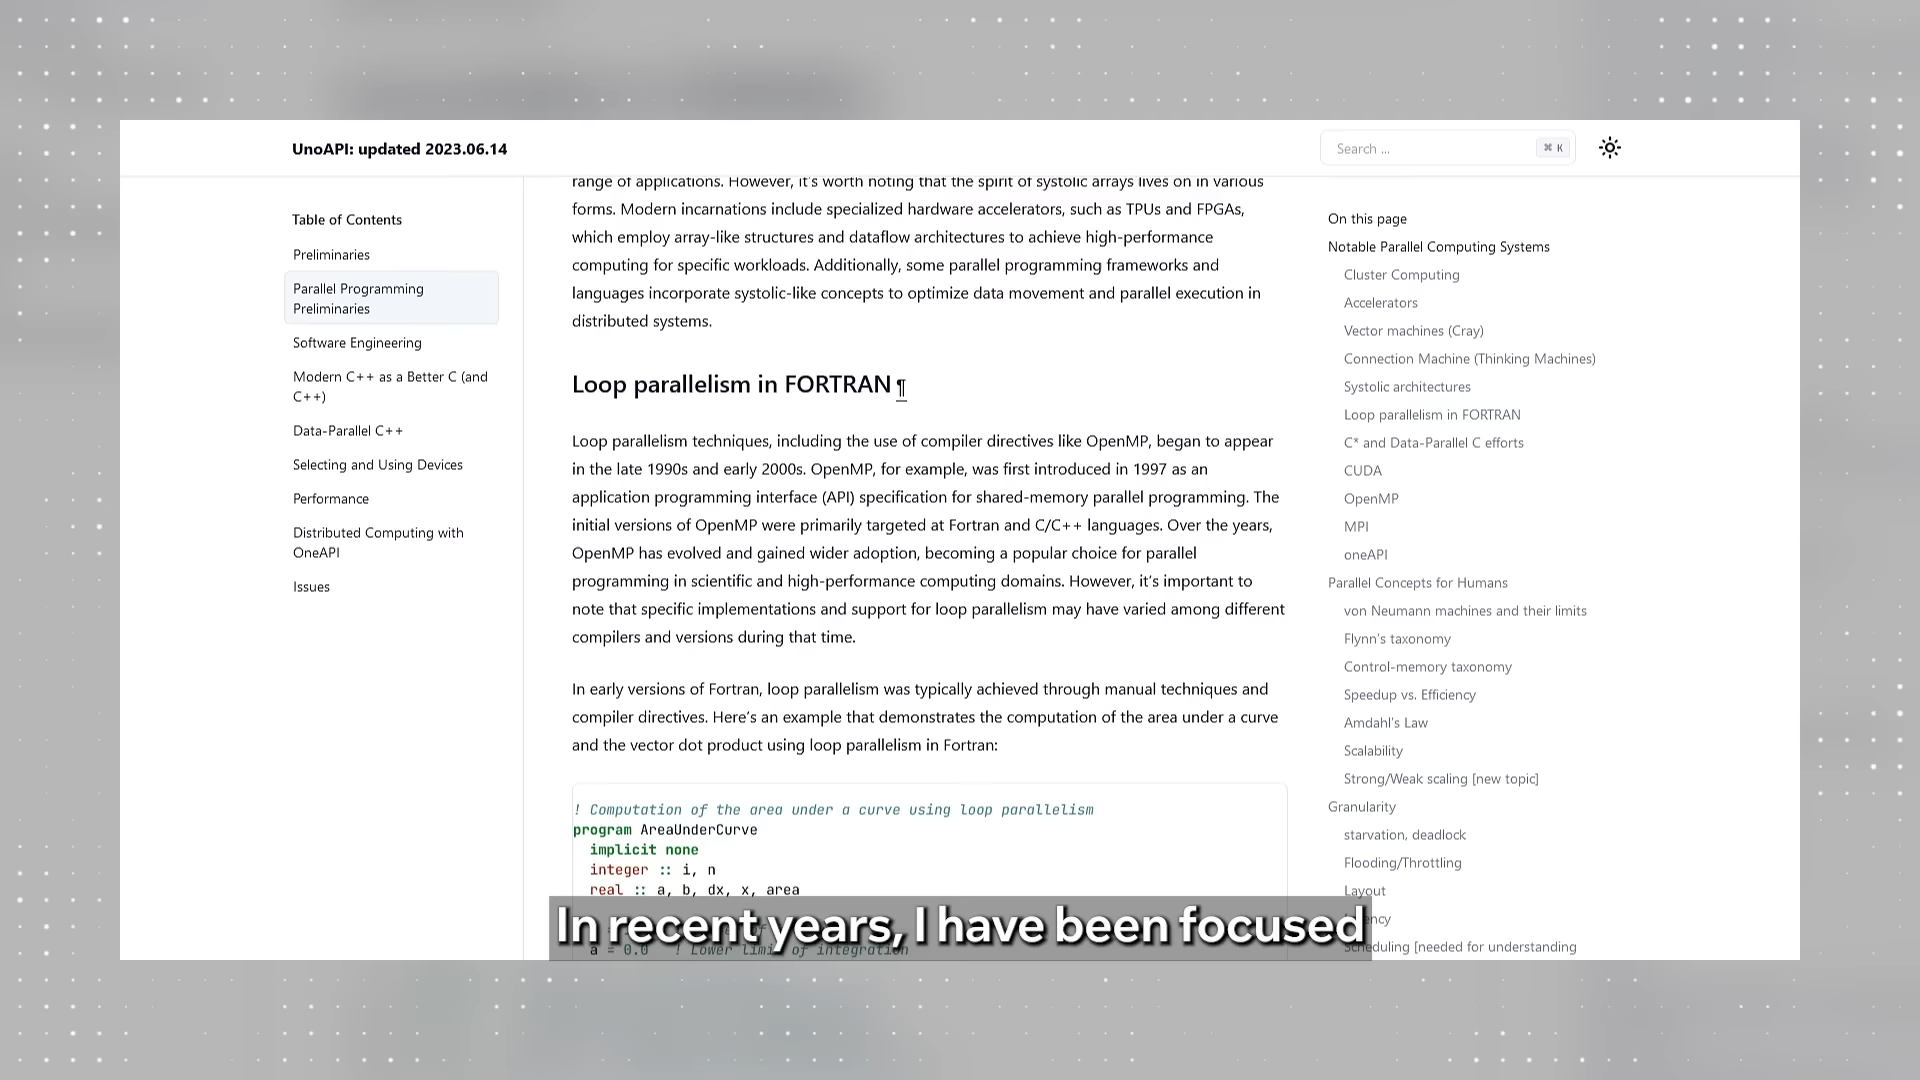 UnoAPI: updated 2023.06.14
Search ...
⌘ K
Table of Contents
Preliminaries
Parallel Programming
Preliminaries
Software Engineering
Modern C++ as a Better C (and
C++)
Data-Parallel C++
Selecting and Using Devices
Performance
Distributed Computing with
OneAPI
Issues
range of applications. However, it's worth noting that the spirit of systolic arrays lives on in various
forms. Modern incarnations include specialized hardware accelerators, such as TPUs and FPGAs,
which employ array-like structures and dataflow architectures to achieve high-performance
computing for specific workloads. Additionally, some parallel programming frameworks and
languages incorporate systolic-like concepts to optimize data movement and parallel execution in
distributed systems.
Loop parallelism in FORTRAN ¶
Loop parallelism techniques, including the use of compiler directives like OpenMP, began to appear
in the late 1990s and early 2000s. OpenMP, for example, was first introduced in 1997 as an
application programming interface (API) specification for shared-memory parallel programming. The
initial versions of OpenMP were primarily targeted at Fortran and C/C++ languages. Over the years,
OpenMP has evolved and gained wider adoption, becoming a popular choice for parallel
programming in scientific and high-performance computing domains. However, it's important to
note that specific implementations and support for loop parallelism may have varied among different
compilers and versions during that time.
In early versions of Fortran, loop parallelism was typically achieved through manual techniques and
compiler directives. Here's an example that demonstrates the computation of the area under a curve
and the vector dot product using loop parallelism in Fortran:
! Computation of the area under a curve using loop parallelism
program AreaUnderCurve
implicit none
integer :: i, n
real :: a, b, dx, x, area
a = 0.0 ! Lower limit of integration
In recent years, I have been focused
On this page
Notable Parallel Computing Systems
Cluster Computing
Accelerators
Vector machines (Cray)
Connection Machine (Thinking Machines)
Systolic architectures
Loop parallelism in FORTRAN
C* and Data-Parallel C efforts
CUDA
OpenMP
MPI
oneAPI
Parallel Concepts for Humans
von Neumann machines and their limits
Flynn's taxonomy
Control-memory taxonomy
Speedup vs. Efficiency
Amdahl's Law
Scalability
Strong/Weak scaling [new topic]
Granularity
starvation, deadlock
Flooding/Throttling
Layout
Scheduling [needed for understanding